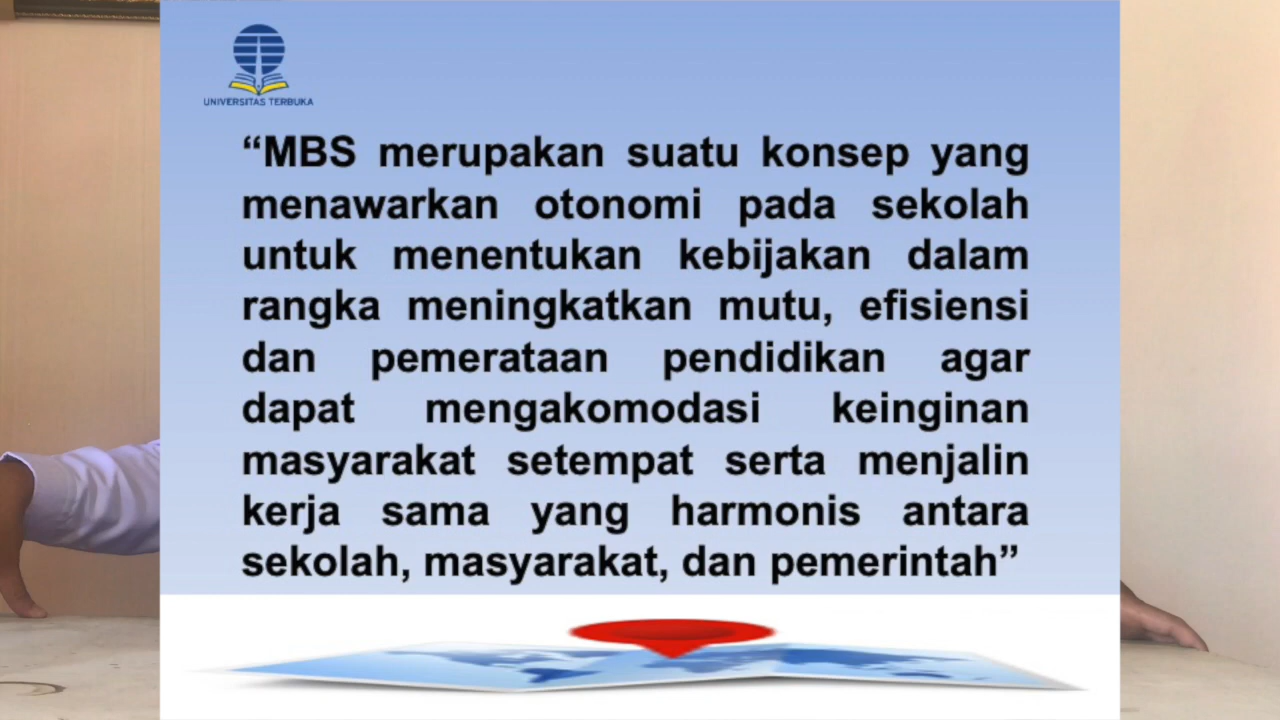 UNIVERSITAS TERBUKA
“MBS merupakan suatu konsep yang
menawarkan otonomi pada sekolah
untuk menentukan kebijakan dalam
rangka meningkatkan mutu, efisiensi
dan pemerataan pendidikan agar
dapat mengakomodasi keinginan
masyarakat setempat serta menjalin
kerja sama yang harmonis antara
sekolah, masyarakat, dan pemerintah”